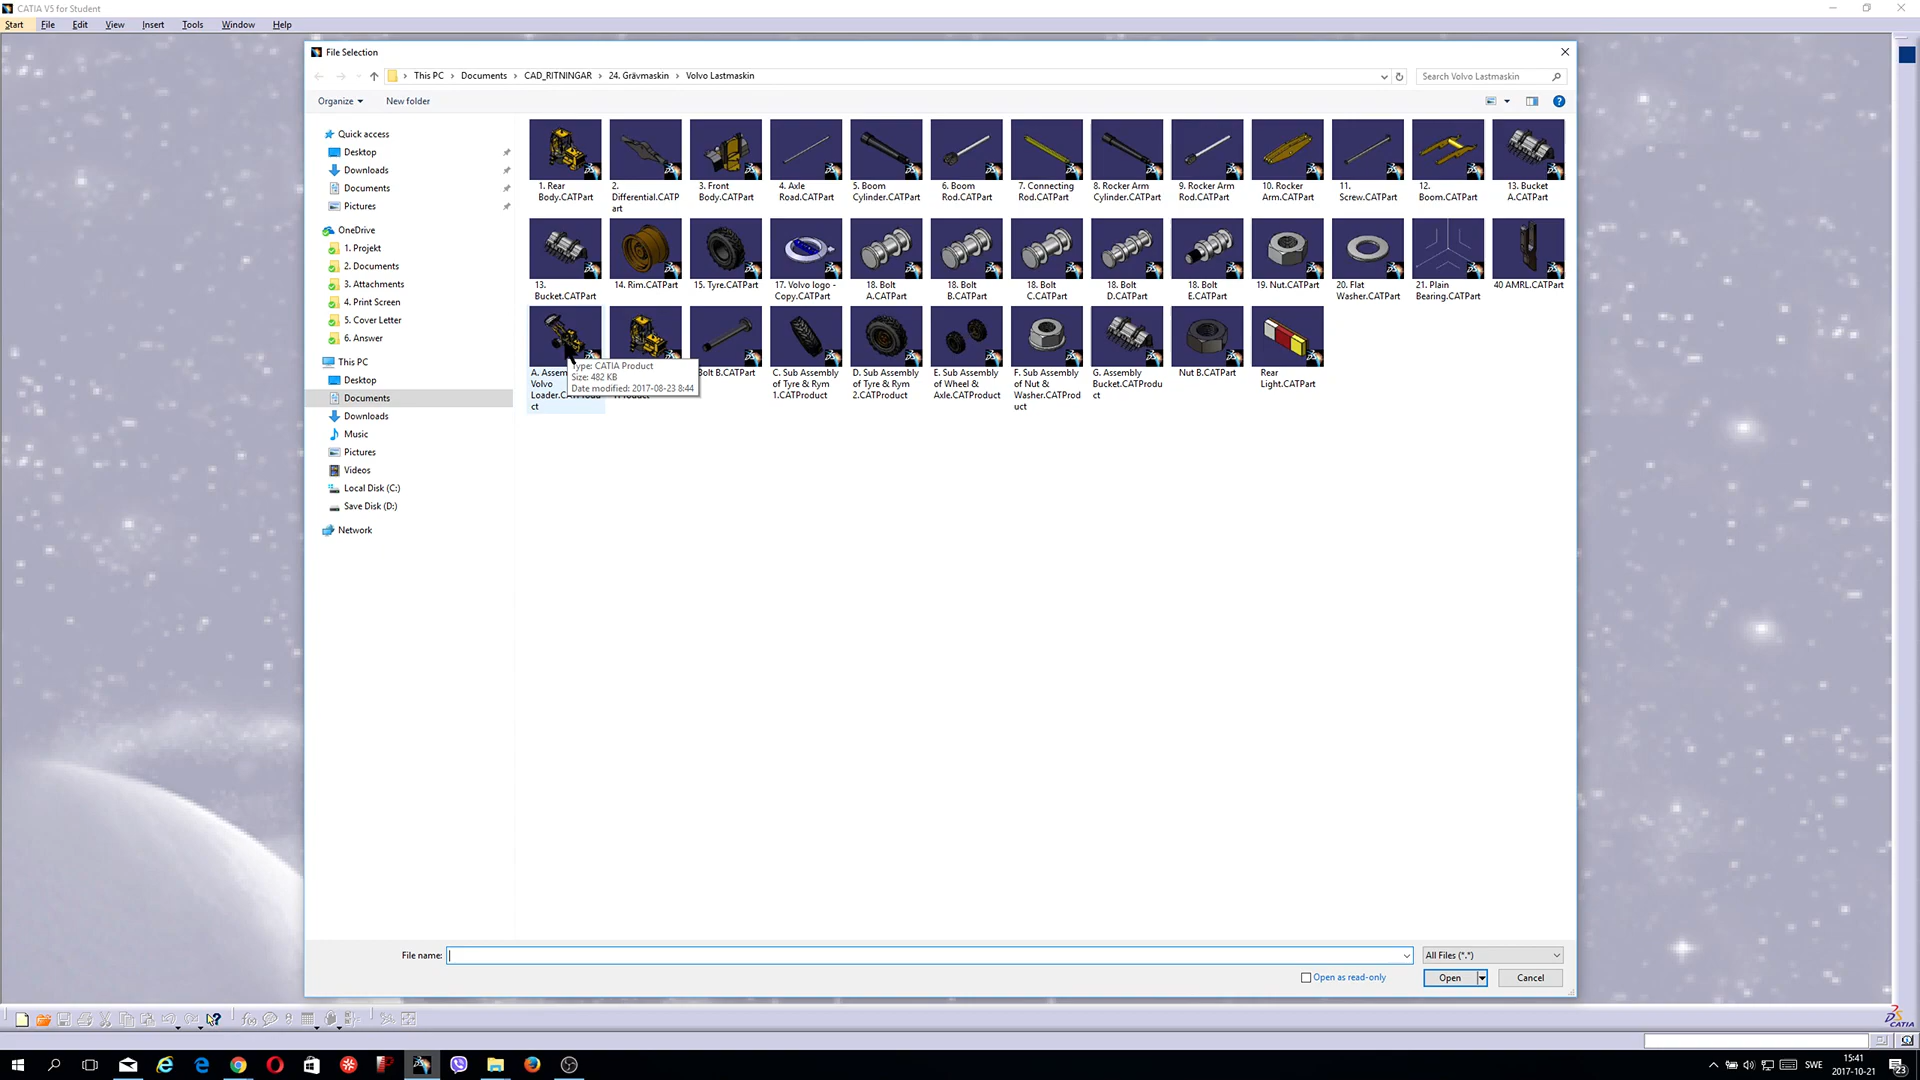 CATIA V5 for Student
Start File Edit View Insert Tools Window Help
File Selection
This PC Documents CAD_RITNINGAR 24. Grävmaskin Volvo Lastmaskin
Search Volvo Lastmaskin
Organize New folder
Quick access
Desktop
Downloads
Documents
Pictures
OneDrive
1. Projekt
2. Documents
3. Attachments
4. Print Screen
5. Cover Letter
6. Answer
This PC
Desktop
Documents
Downloads
Music
Pictures
Videos
Local Disk (C:)
Save Disk (D:)
Network
1. Rear
Body.CATPart
2.
Differential.CATP
art
3. Front
Body.CATPart
4. Axle
Road.CATPart
5. Boom
Cylinder.CATPart
6. Boom
Rod.CATPart
7. Connecting
Rod.CATPart
8. Rocker Arm
Cylinder.CATPart
9. Rocker Arm
Rod.CATPart
10. Rocker
Arm.CATPart
11.
Screw.CATPart
12.
Boom.CATPart
13. Bucket
A.CATPart
13.
Bucket.CATPart
14. Rim.CATPart
15. Tyre.CATPart
17. Volvo logo -
Copy.CATPart
18. Bolt
A.CATPart
18. Bolt
B.CATPart
18. Bolt
C.CATPart
18. Bolt
D.CATPart
18. Bolt
E.CATPart
19. Nut.CATPart
20. Flat
Washer.CATPart
21. Plain
Bearing.CATPart
40 AMRL.CATPart
A. Assem
Volvo
Loader.CATProdu
ct
Type: CATIA Product
Size: 482 KB
Date modified: 2017-08-23 8:44
Bolt B.CATPart
C. Sub Assembly
of Tyre & Rym
1.CATProduct
D. Sub Assembly
of Tyre & Rym
2.CATProduct
E. Sub Assembly
of Wheel &
Axle.CATProduct
F. Sub Assembly
of Nut &
Washer.CATProd
uct
G. Assembly
Bucket.CATProdu
ct
Nut B.CATPart
Rear
Light.CATPart
File name:
All Files (*.*)
Open as read-only
Open
Cancel
CATIA
SWE
15:41
2017-10-21
23